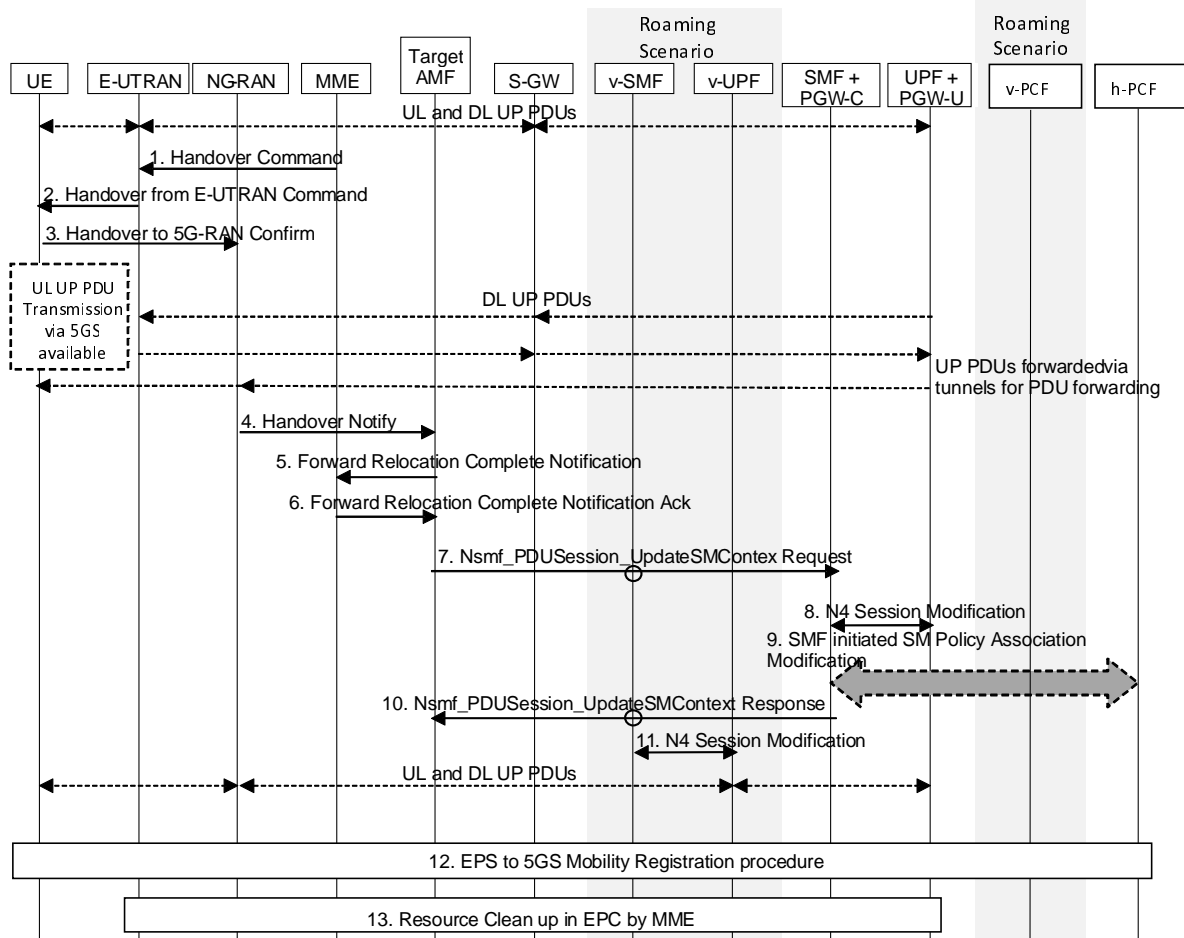 Roaming
Scenario
Roaming
Scenario
UE
E-UTRAN
NG-RAN
MME
Target
AMF
S-GW
v-SMF
v-UPF
SMF +
PGW-C
UPF +
PGW-U
v-PCF
h-PCF
UL and DL UP PDUs
1. Handover Command
2. Handover from E-UTRAN Command
3. Handover to 5G-RAN Confirm
UL UP PDU
Transmission
via 5GS
available
DL UP PDUs
UP PDUs forwardedvia
tunnels for PDU forwarding
4. Handover Notify
5. Forward Relocation Complete Notification
6. Forward Relocation Complete Notification Ack
7. Nsmf_PDUSession_UpdateSMContex Request
8. N4 Session Modification
9. SMF initiated SM Policy Association
Modification
10. Nsmf_PDUSession_UpdateSMContext Response
11. N4 Session Modification
UL and DL UP PDUs
12. EPS to 5GS Mobility Registration procedure
13. Resource Clean up in EPC by MME